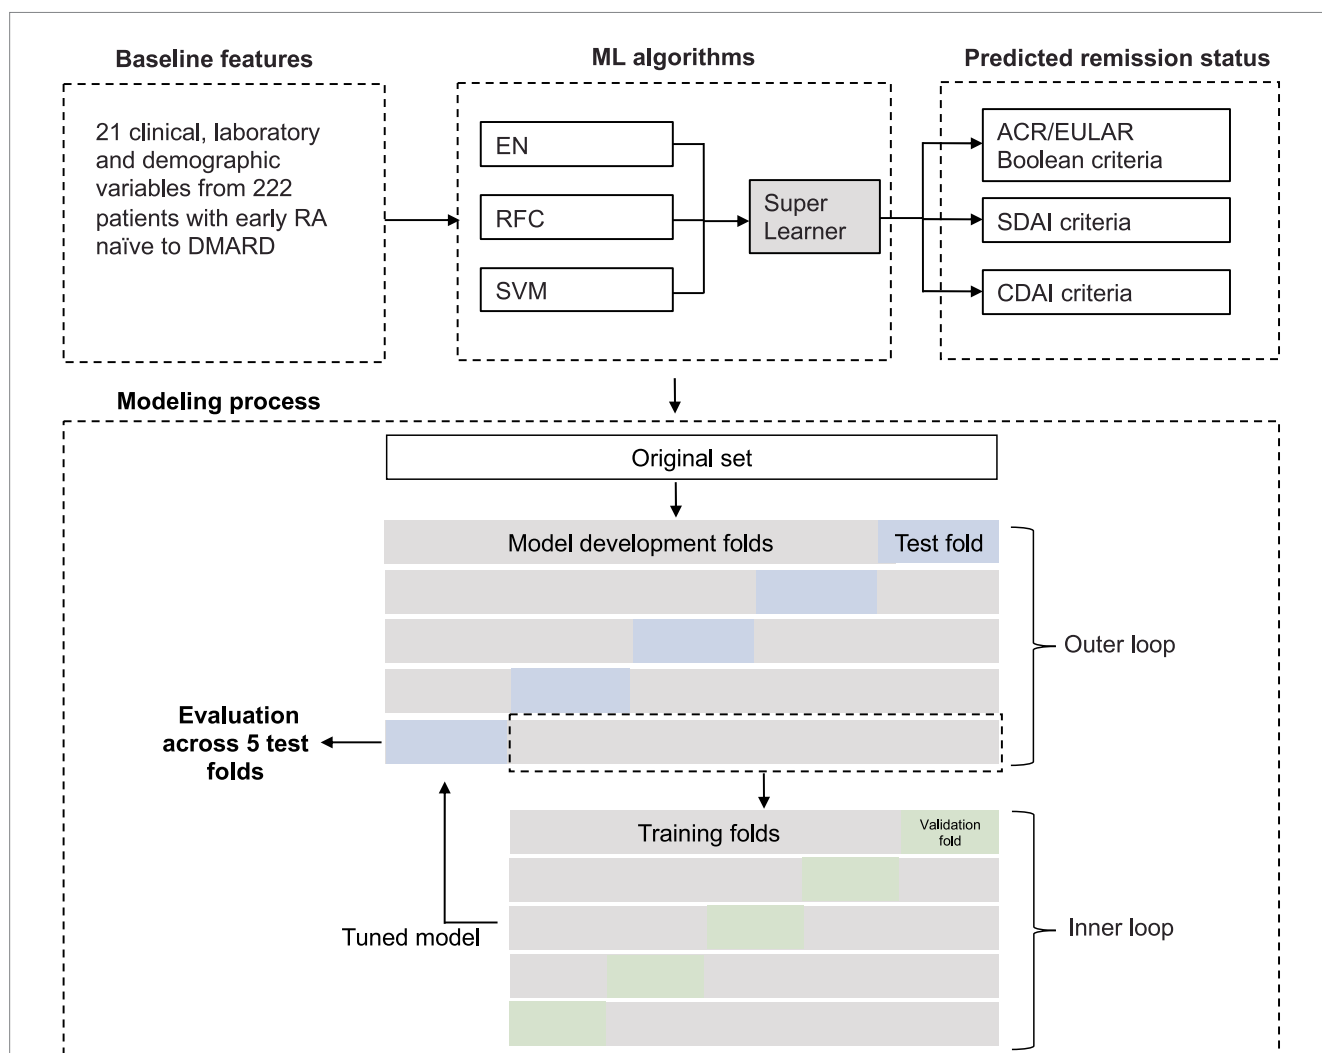 Baseline features
21 clinical, laboratory
and demographic
variables from 222
patients with early RA
naïve to DMARD
ML algorithms
EN
RFC
SVM
Super
Learner
Predicted remission status
ACR/EULAR
Boolean criteria
SDAI criteria
CDAI criteria
Modeling process
Original set
Model development folds
Test fold
Outer loop
Evaluation
across 5 test
folds
Training folds
Validation
fold
Tuned model
Inner loop